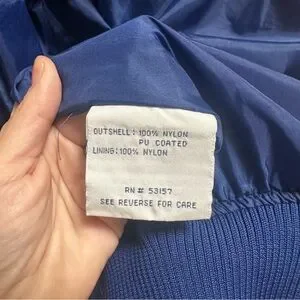 OUTSHELL: 100% NYLON
PU COATED
LINING: 100% NYLON
RN # 53157
SEE REVERSE FOR CARE